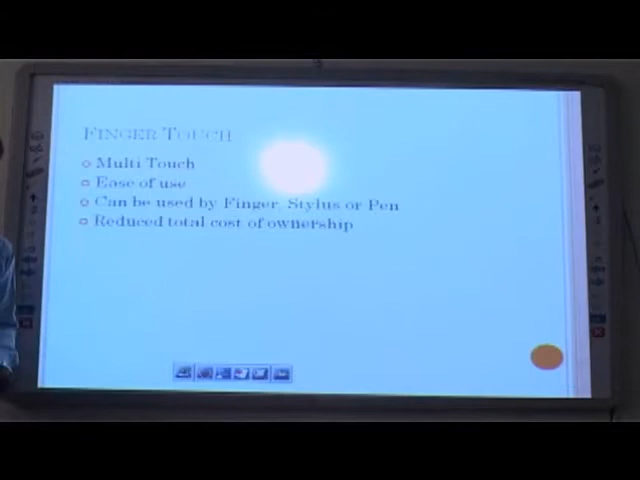 FINGER TOUCH
Multi Touch
Ease of use
Can be used by Finger, Stylus or Pen
Reduced total cost of ownership